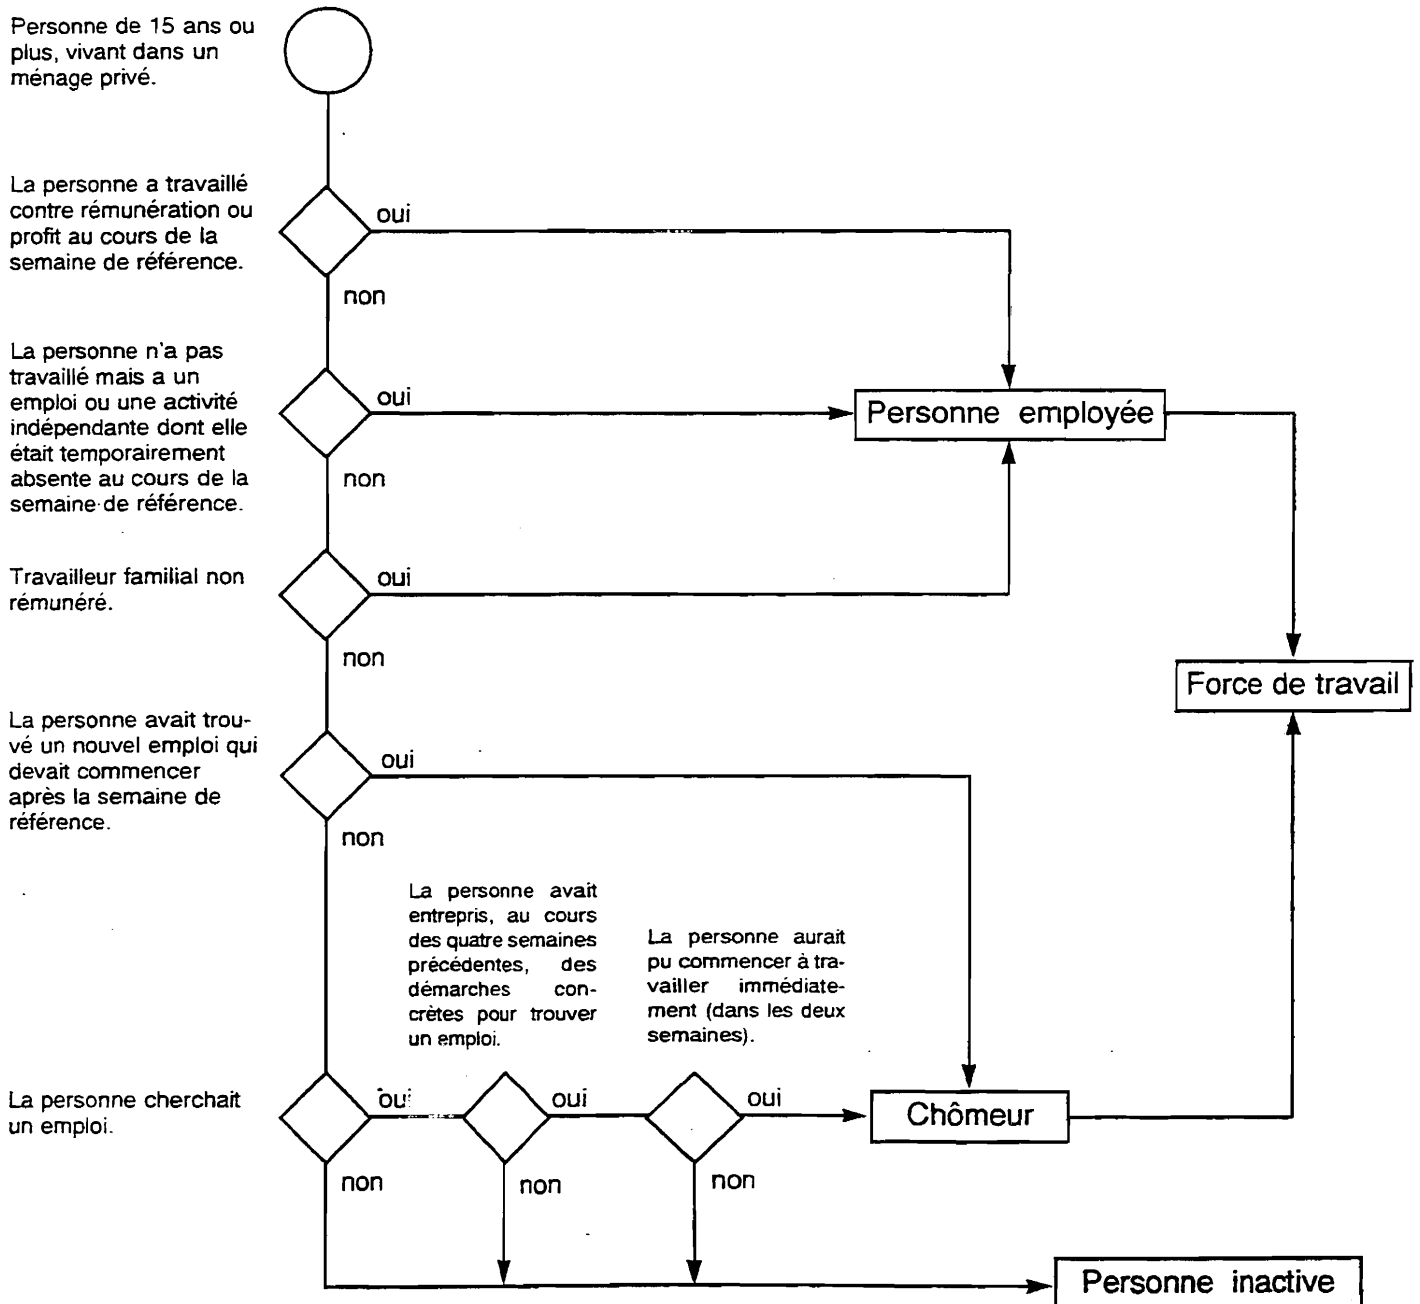 Personne de 15 ans ou
plus, vivant dans un
ménage privé.
La personne a travaillé
contre rémunération ou
profit au cours de la
semaine de référence.
oui
non
La personne n'a pas
travaillé mais a un
emploi ou une activité
indépendante dont elle
était temporairement
absente au cours de la
semaine de référence.
oui
non
Personne employée
Travailleur familial non
rémunéré.
oui
non
Force de travail
La personne avait trou-
vé un nouvel emploi qui
devait commencer
après la semaine de
référence.
oui
non
La personne avait
entrepris, au cours
des quatre semaines
précédentes, des
démarches con-
crètes pour trouver
un emploi.
La personne aurait
pu commencer à tra-
vailler immédiate-
ment (dans les deux
semaines).
La personne cherchait
un emploi.
oui
oui
oui
Chômeur
non
non
non
Personne inactive